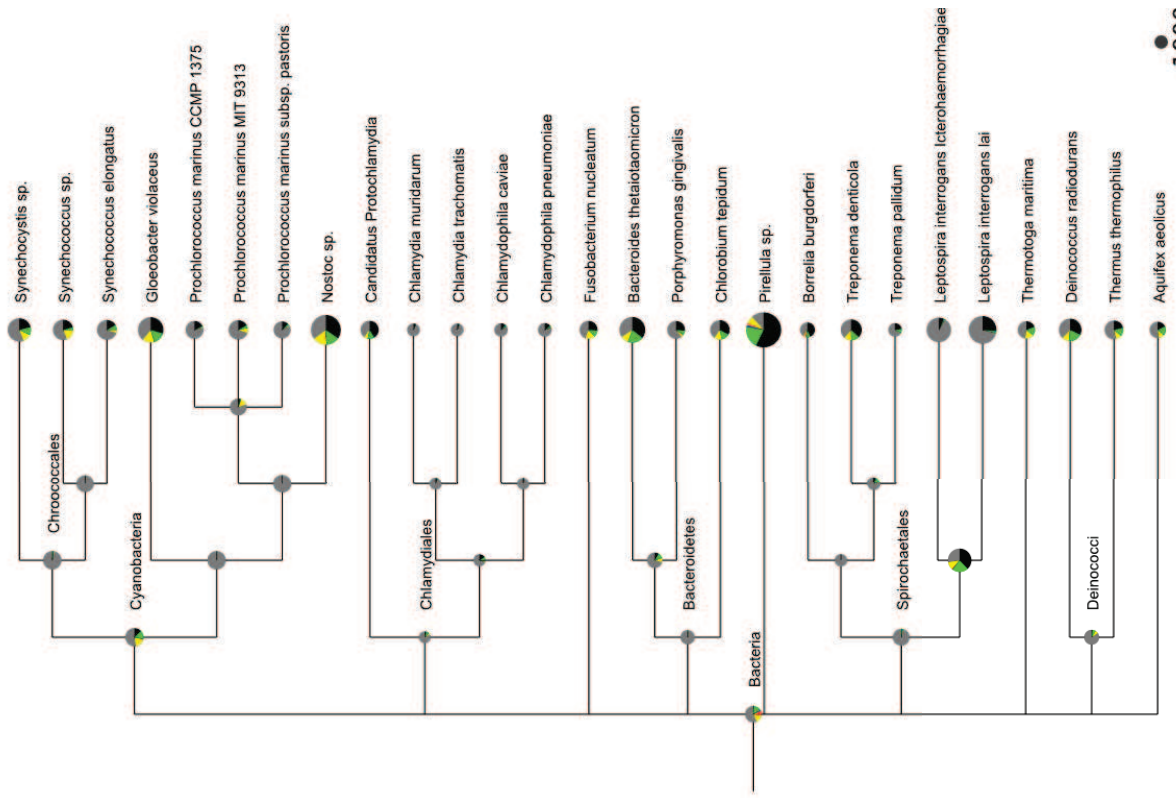 Synechocystis sp.
Synechococcus sp.
Synechococcus elongatus
Gloeobacter violaceus
Prochlorococcus marinus CCMP 1375
Prochlorococcus marinus MIT 9313
Prochlorococcus marinus subsp. pastoris
Nostoc sp.
Candidatus Protochlamydia
Chlamydia muridarum
Chlamydia trachomatis
Chlamydophila caviae
Chlamydophila pneumoniae
Fusobacterium nucleatum
Bacteroides thetaiotaomicron
Porphyromonas gingivalis
Chlorobium tepidum
Pirellula sp.
Borrelia burgdorferi
Treponema denticola
Treponema pallidum
Leptospira interrogans Icterohaemorrhagiae
Leptospira interrogans lai
Thermotoga maritima
Deinococcus radiodurans
Thermus thermophilus
Aquifex aeolicus
Chroococcales
Cyanobacteria
Chlamydiales
Bacteroidetes
Bacteria
Spirochaetales
Deinococci